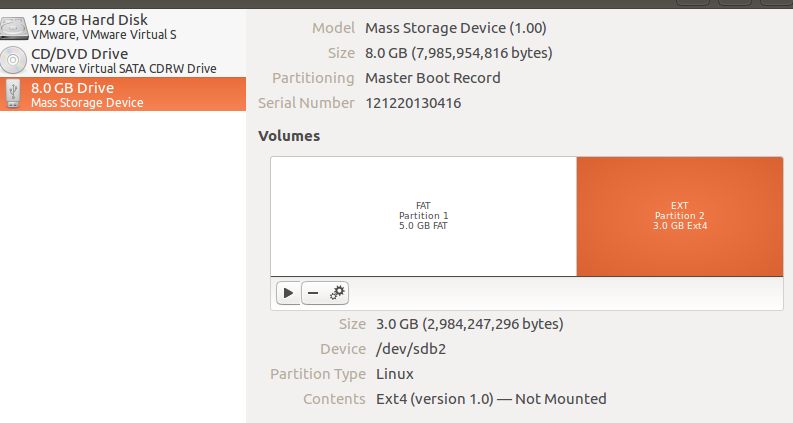 129 GB Hard Disk
VMware, VMware Virtual S
CD/DVD Drive
VMware Virtual SATA CDRW Drive
8.0 GB Drive
Mass Storage Device
Model Mass Storage Device (1.00)
Size 8.0 GB (7,985,954,816 bytes)
Partitioning Master Boot Record
Serial Number 121220130416
Volumes
FAT
Partition 1
5.0 GB FAT
EXT
Partition 2
3.0 GB Ext4
Size 3.0 GB (2,984,247,296 bytes)
Device /dev/sdb2
Partition Type Linux
Contents Ext4 (version 1.0) — Not Mounted